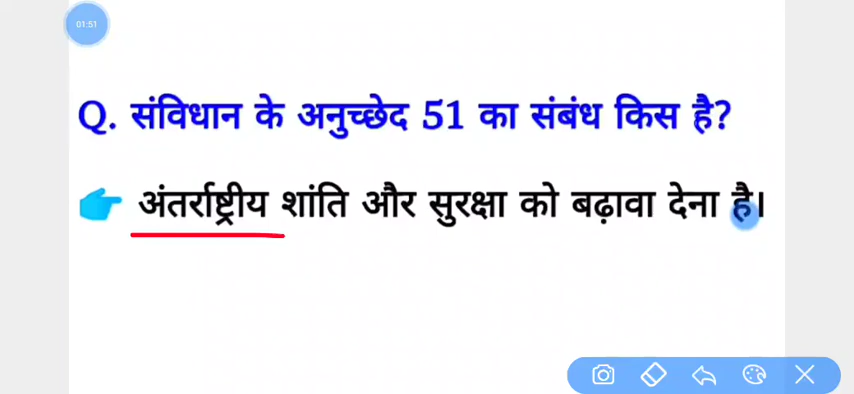 01:51
Q. संविधान के अनुच्छेद 51 का संबंध किस है?
अंतर्राष्ट्रीय शांति और सुरक्षा को बढ़ावा देना है।